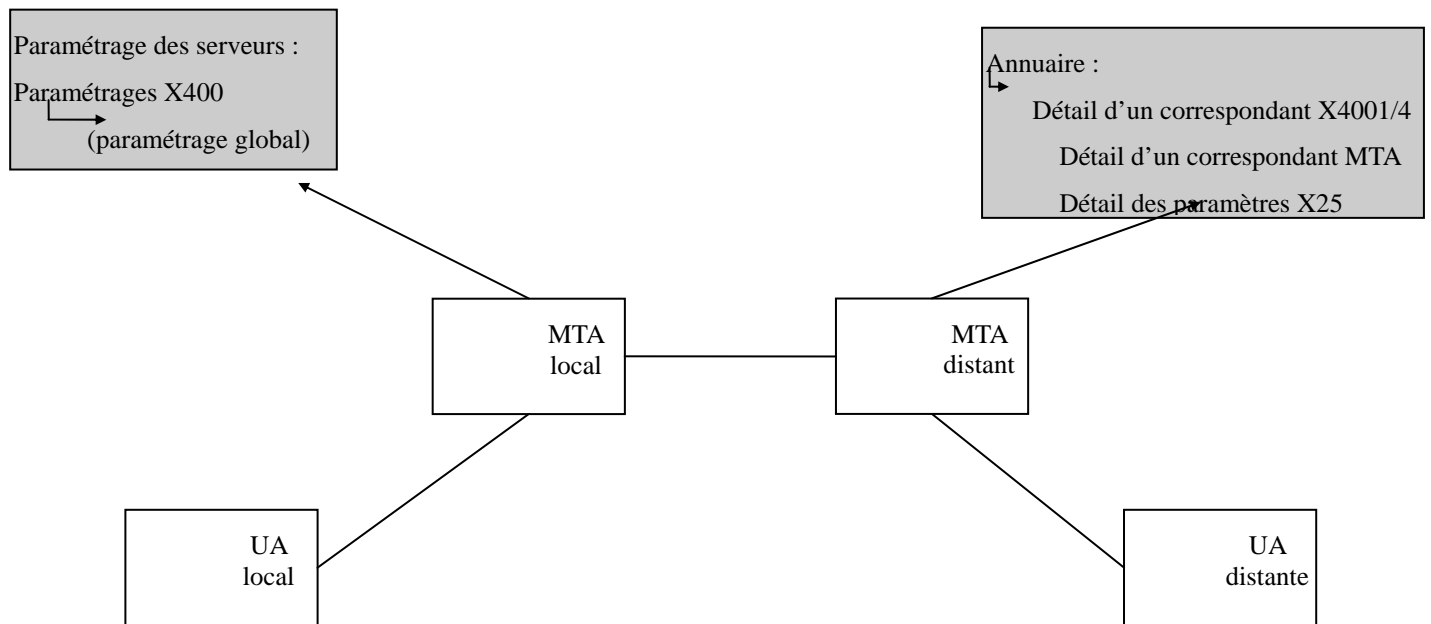 Paramétrage des serveurs :
Paramétrages X400
(paramétrage global)
Annuaire :
Détail d’un correspondant X4001/4
Détail d’un correspondant MTA
Détail des paramètres X25
MTA
local
MTA
distant
UA
local
UA
distante